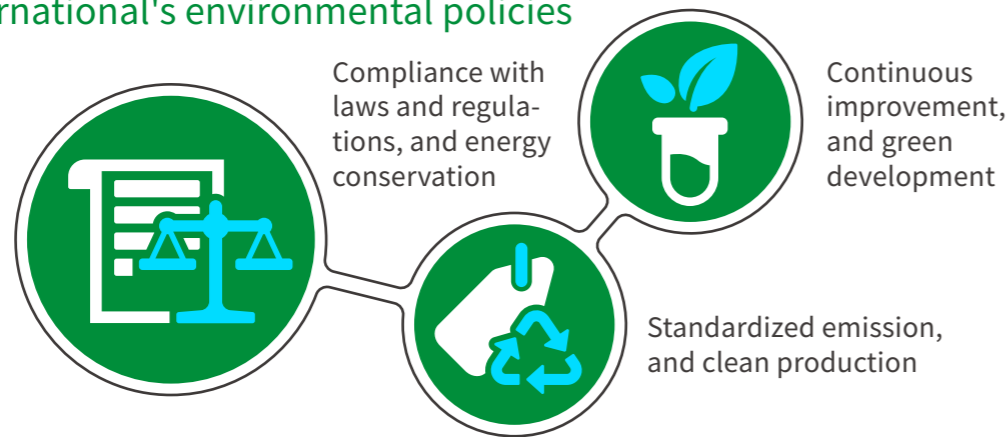 rnational's environmental policies
Compliance with
laws and regula-
tions, and energy
conservation
Continuous
improvement,
and green
development
Standardized emission,
and clean production